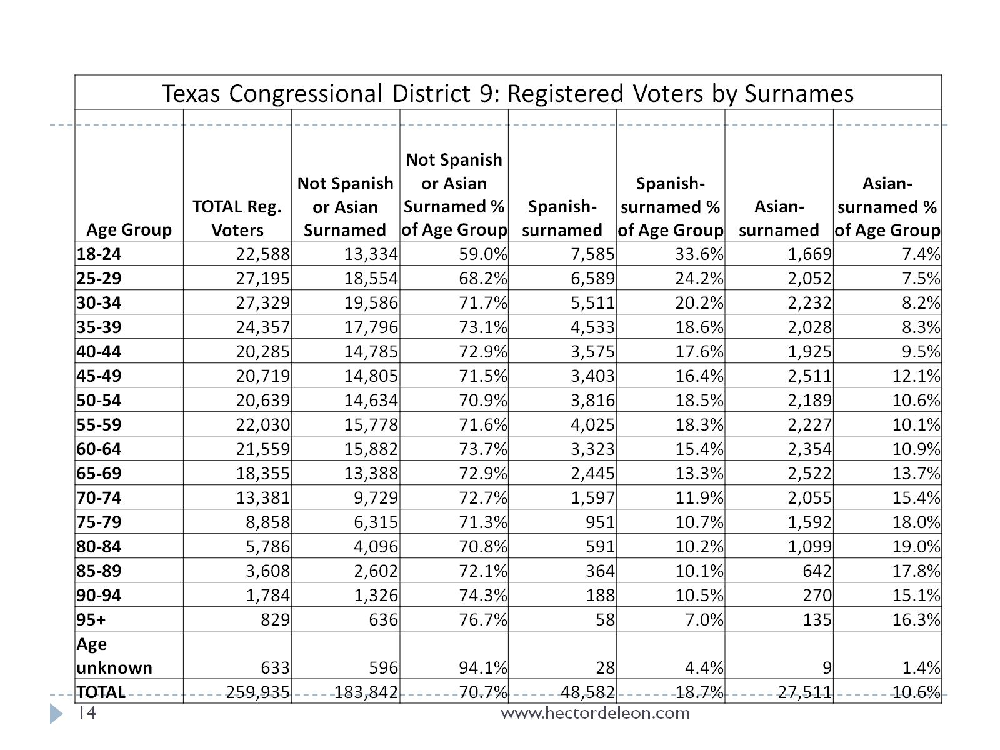 Texas Congressional District 9: Registered Voters by Surnames
Age Group TOTAL Reg. Voters Not Spanish or Asian Surnamed Not Spanish or Asian Surnamed % of Age Group Spanish-surnamed Spanish-surnamed % of Age Group Asian-surnamed Asian-surnamed % of Age Group
18-24 22,588 13,334 59.0% 7,585 33.6% 1,669 7.4%
25-29 27,195 18,554 68.2% 6,589 24.2% 2,052 7.5%
30-34 27,329 19,586 71.7% 5,511 20.2% 2,232 8.2%
35-39 24,357 17,796 73.1% 4,533 18.6% 2,028 8.3%
40-44 20,285 14,785 72.9% 3,575 17.6% 1,925 9.5%
45-49 20,719 14,805 71.5% 3,403 16.4% 2,511 12.1%
50-54 20,639 14,634 70.9% 3,816 18.5% 2,189 10.6%
55-59 22,030 15,778 71.6% 4,025 18.3% 2,227 10.1%
60-64 21,559 15,882 73.7% 3,323 15.4% 2,354 10.9%
65-69 18,355 13,388 72.9% 2,445 13.3% 2,522 13.7%
70-74 13,381 9,729 72.7% 1,597 11.9% 2,055 15.4%
75-79 8,858 6,315 71.3% 951 10.7% 1,592 18.0%
80-84 5,786 4,096 70.8% 591 10.2% 1,099 19.0%
85-89 3,608 2,602 72.1% 364 10.1% 642 17.8%
90-94 1,784 1,326 74.3% 188 10.5% 270 15.1%
95+ 829 636 76.7% 58 7.0% 135 16.3%
Age
unknown 633 596 94.1% 28 4.4% 9 1.4%
TOTAL 259,935 183,842 70.7% 48,582 18.7% 27,511 10.6%
14 www.hectordeleon.com